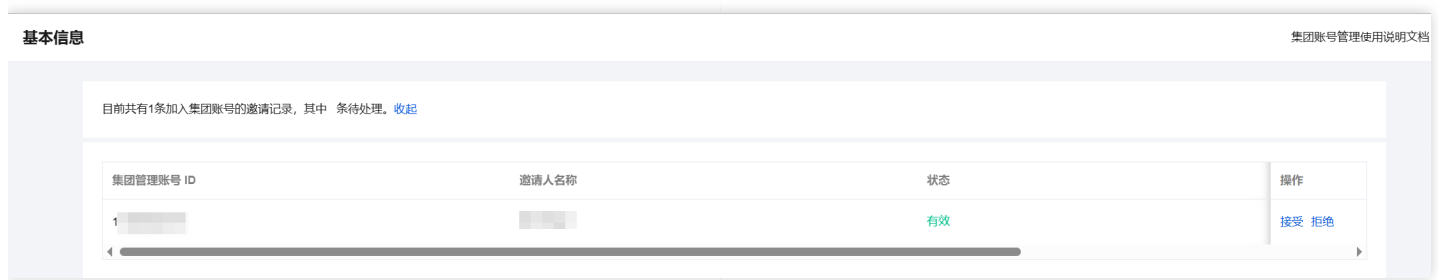 基本信息
集团账号管理使用说明文档
目前共有1条加入集团账号的邀请记录，其中 条待处理。收起
集团管理账号 ID 邀请人名称 状态 操作
1 有效 接受 拒绝